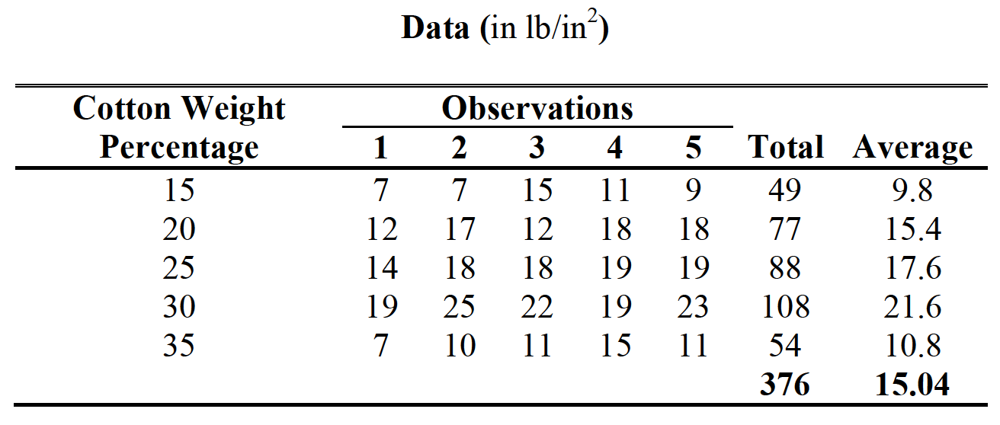 Data (in lb/in²)
Cotton Weight Observations
Percentage 1 2 3 4 5 Total Average
15 7 7 15 11 9 49 9.8
20 12 17 12 18 18 77 15.4
25 14 18 18 19 19 88 17.6
30 19 25 22 19 23 108 21.6
35 7 10 11 15 11 54 10.8
376 15.04